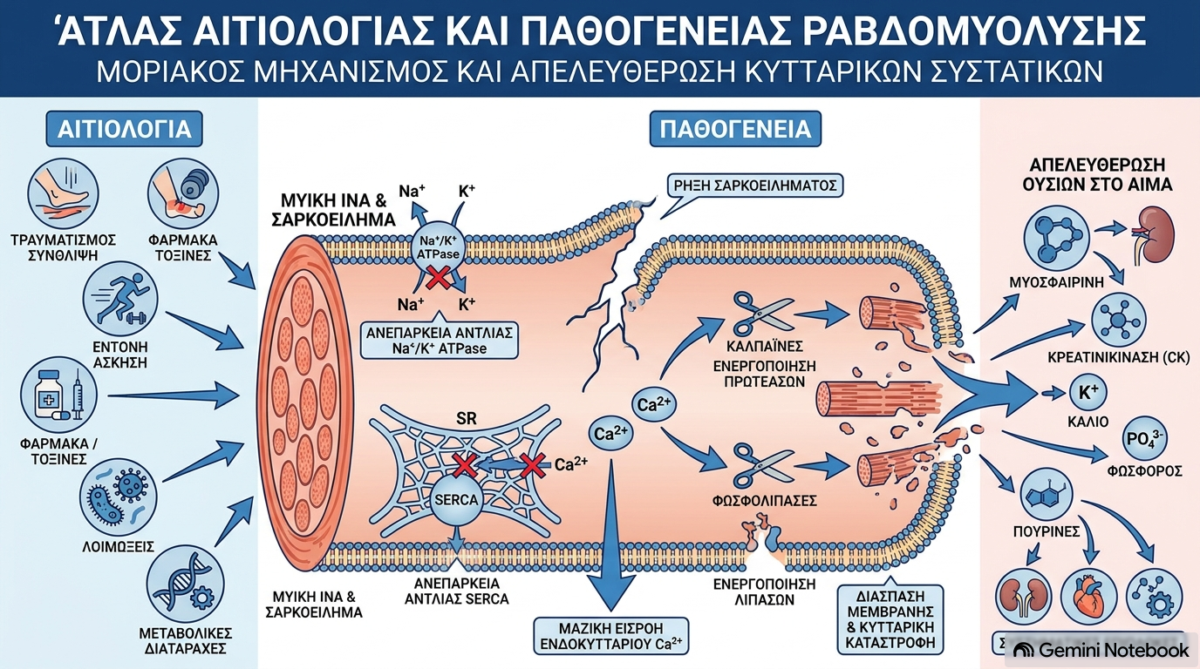 ‘ΑΤΛΑΣ ΑΙΤΙΟΛΟΓΙΑΣ ΚΑΙ ΠΑΘΟΓΕΝΕΙΑΣ ΡΑΒΔΟΜΥΟΛΥΣΗΣ
ΜΟΡΙΑΚΟΣ ΜΗΧΑΝΙΣΜΟΣ ΚΑΙ ΑΠΕΛΕΥΘΕΡΩΣΗ ΚΥΤΤΑΡΙΚΩΝ ΣΥΣΤΑΤΙΚΩΝ
ΑΙΤΙΟΛΟΓΙΑ
ΤΡΑΥΜΑΤΙΣΜΟΣ
ΣΥΝΘΛΙΨΗ
ΦΑΡΜΑΚΑ
ΤΟΞΙΝΕΣ
ΕΝΤΟΝΗ
ΑΣΚΗΣΗ
ΦΑΡΜΑΚΑ /
ΤΟΞΙΝΕΣ
ΛΟΙΜΩΞΕΙΣ
ΜΕΤΑΒΟΛΙΚΕΣ
ΔΙΑΤΑΡΑΧΕΣ
ΠΑΘΟΓΕΝΕΙΑ
ΜΥΙΚΗ ΙΝΑ &
ΣΑΡΚΟΕΙΛΗΜΑ
Na⁺
K⁺
Na⁺/K⁺
ATPase
Na⁺
K⁺
ΑΝΕΠΑΡΚΕΙΑ ΑΝΤΛΙΑΣ
Na⁺/K⁺ ATPase
ΡΗΞΗ ΣΑΡΚΟΕΙΛΗΜΑΤΟΣ
SR
Ca²⁺
SERCA
ΜΥΙΚΗ ΙΝΑ &
ΣΑΡΚΟΕΙΛΗΜΑ
ΑΝΕΠΑΡΚΕΙΑ
ΑΝΤΛΙΑΣ SERCA
Ca²⁺
Ca²⁺
ΜΑΖΙΚΗ ΕΙΣΡΟΗ
ΕΝΔΟΚΥΤΤΑΡΙΟΥ Ca²⁺
ΚΑΛΠΑΪΝΕΣ
ΕΝΕΡΓΟΠΟΙΗΣΗ
ΠΡΩΤΕΑΣΩΝ
ΦΩΣΦΟΛΙΠΑΣΕΣ
ΕΝΕΡΓΟΠΟΙΗΣΗ
ΛΙΠΑΣΩΝ
ΔΙΑΣΠΑΣΗ
ΜΕΜΒΡΑΝΗΣ
& ΚΥΤΤΑΡΙΚΗ
ΚΑΤΑΣΤΡΟΦΗ
ΑΠΕΛΕΥΘΕΡΩΣΗ
ΟΥΣΙΩΝ ΣΤΟ ΑΙΜΑ
ΜΥΟΣΦΑΙΡΙΝΗ
ΚΡΕΑΤΙΝΙΚΙΝΑΣΗ (CK)
K⁺
ΚΑΛΙΟ
PO₄³⁻
ΦΩΣΦΟΡΟΣ
ΠΟΥΡΙΝΕΣ
Gemini Notebook